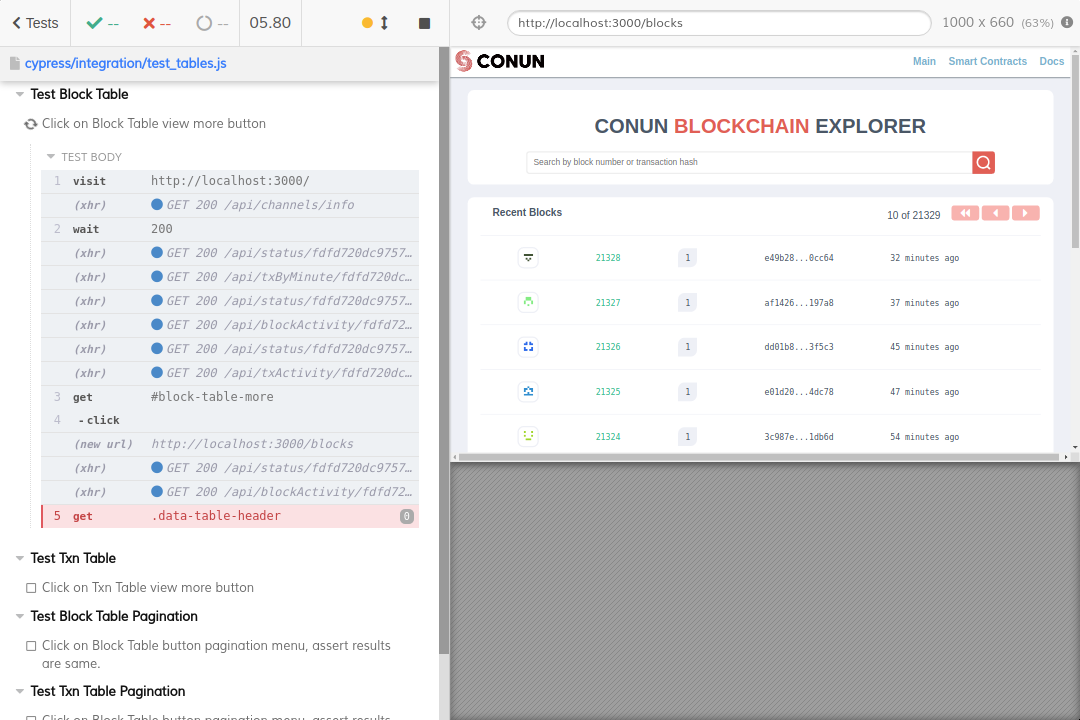 Tests
--
--
--
05.80
cypress/integration/test_tables.js
Test Block Table
Click on Block Table view more button
TEST BODY
1 visit http://localhost:3000/
(xhr) GET 200 /api/channels/info
2 wait 200
(xhr) GET 200 /api/status/fdfd720dc9757…
(xhr) GET 200 /api/txByMinute/fdfd720dc…
(xhr) GET 200 /api/status/fdfd720dc9757…
(xhr) GET 200 /api/blockActivity/fdfd72…
(xhr) GET 200 /api/status/fdfd720dc9757…
(xhr) GET 200 /api/txActivity/fdfd720dc…
3 get #block-table-more
4 -click
(new url) http://localhost:3000/blocks
(xhr) GET 200 /api/status/fdfd720dc9757…
(xhr) GET 200 /api/blockActivity/fdfd72…
5 get .data-table-header 0
Test Txn Table
Click on Txn Table view more button
Test Block Table Pagination
Click on Block Table button pagination menu, assert results
are same.
Test Txn Table Pagination
Click on Block Table button pagination menu, assert results
http://localhost:3000/blocks
1000 x 660 (63%)
CONUN
Main Smart Contracts Docs
CONUN BLOCKCHAIN EXPLORER
Search by block number or transaction hash
Recent Blocks
10 of 21329
21328 1 e49b28...0cc64 32 minutes ago
21327 1 af1426...197a8 37 minutes ago
21326 1 dd01b8...3f5c3 45 minutes ago
21325 1 e01d20...4dc78 47 minutes ago
21324 1 3c987e...1db6d 54 minutes ago